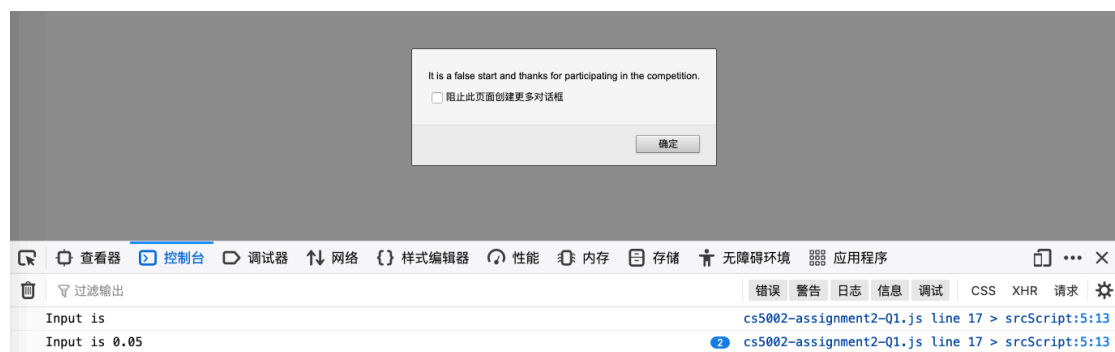 It is a false start and thanks for participating in the competition.
阻止此页面创建更多对话框
确定
查看器 控制台 调试器 网络 {} 样式编辑器 性能 内存 存储 无障碍环境 应用程序
过滤输出 错误 警告 日志 信息 调试 CSS XHR 请求
Input is cs5002-assignment2-Q1.js line 17 > srcScript:5:13
Input is 0.05 2 cs5002-assignment2-Q1.js line 17 > srcScript:5:13